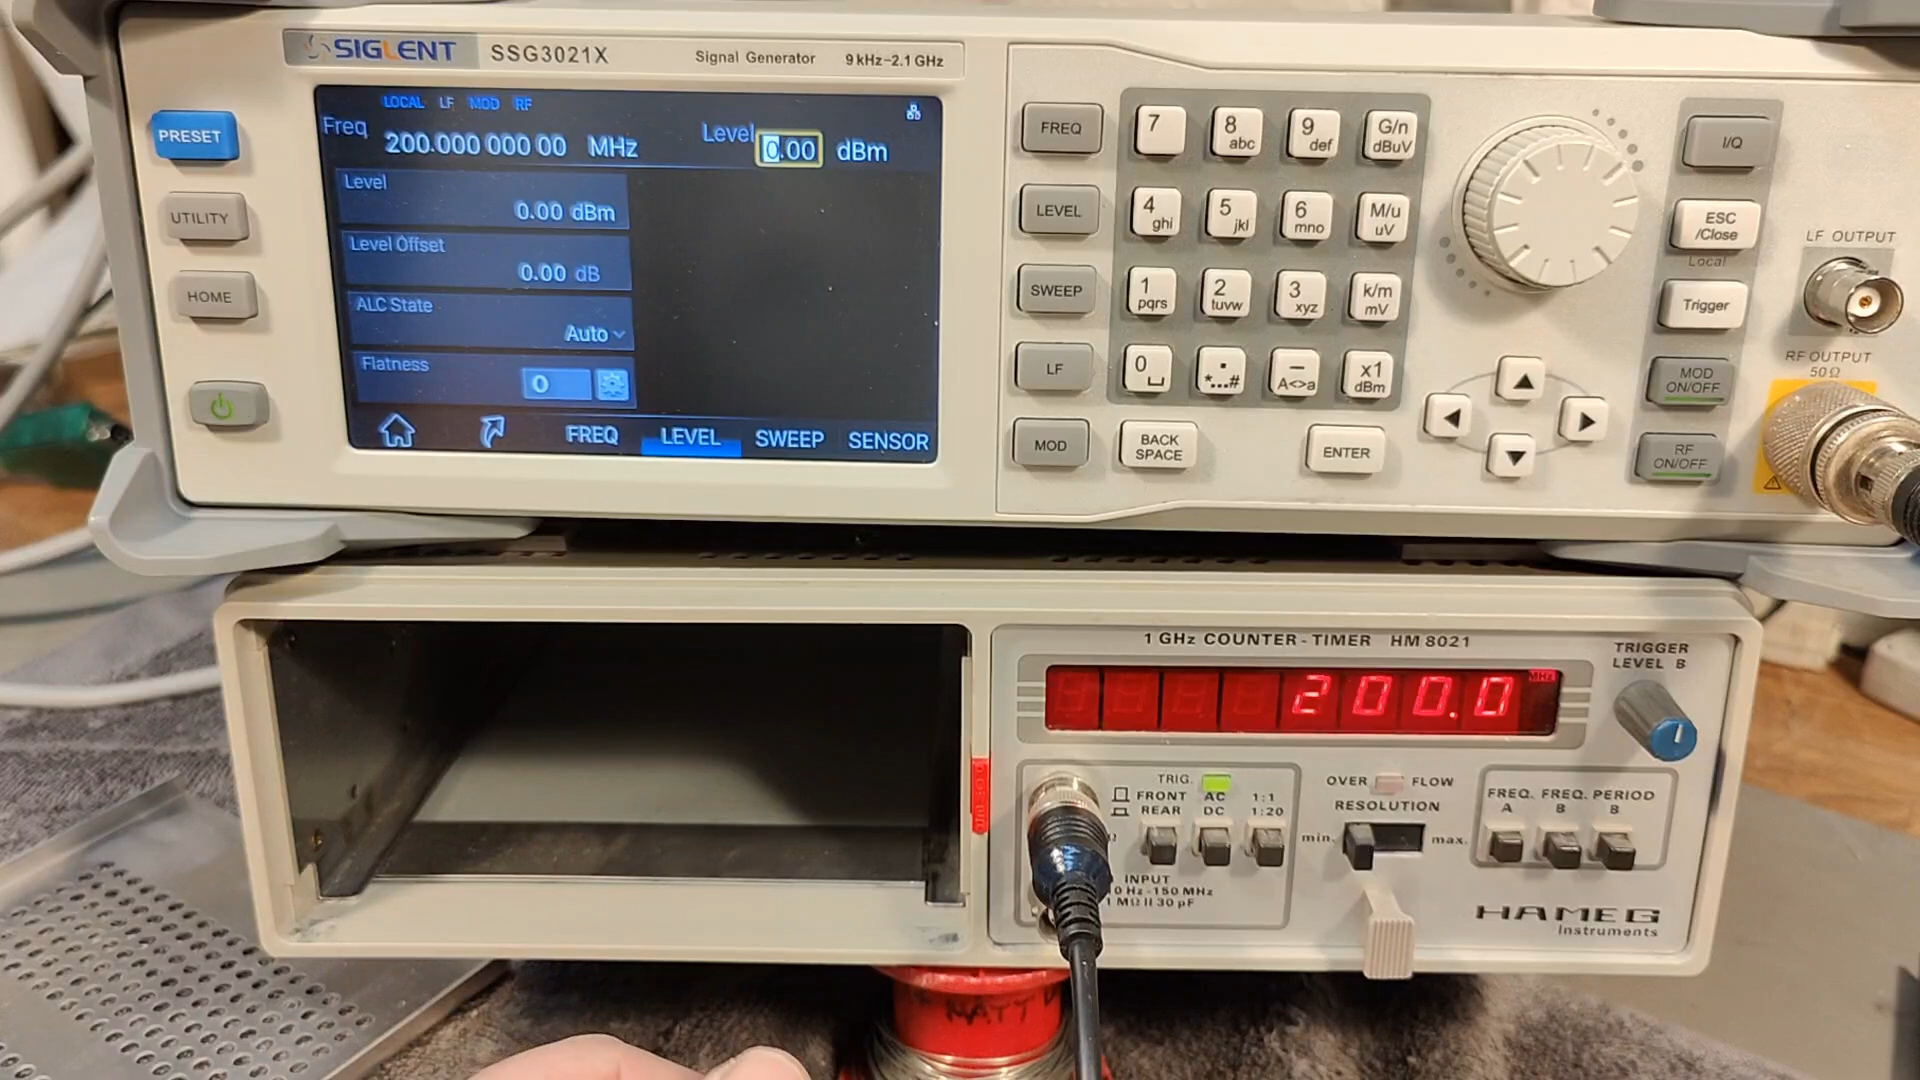 SIGLENT SSG3021X Signal Generator 9 kHz-2.1 GHz
LOCAL LF MOD RF
Freq 200.000 000 00 MHz Level 0.00 dBm
Level
0.00 dBm
Level Offset
0.00 dB
ALC State
Auto
Flatness
0
FREQ LEVEL SWEEP SENSOR
PRESET
UTILITY
HOME
FREQ
LEVEL
SWEEP
LF
MOD
7
8 abc
9 def
G/n dBuV
4 ghi
5 jkl
6 mno
M/u uV
1 pqrs
2 tuvw
3 xyz
k/m mV
0
. *...#
– A<>a
x1 dBm
BACK SPACE
ENTER
I/Q
ESC
/Close
Local
Trigger
MOD
ON/OFF
RF
ON/OFF
LF OUTPUT
RF OUTPUT
50 Ω
1 GHz COUNTER - TIMER HM 8021
TRIGGER
LEVEL B
MHz
200.0
TRIG.
FRONT AC 1:1
REAR DC 1:20
INPUT
10 Hz - 150 MHz
1 MΩ II 30 pF
OVER FLOW
RESOLUTION
min. max.
FREQ. FREQ. PERIOD
A B B
HAMEG
Instruments